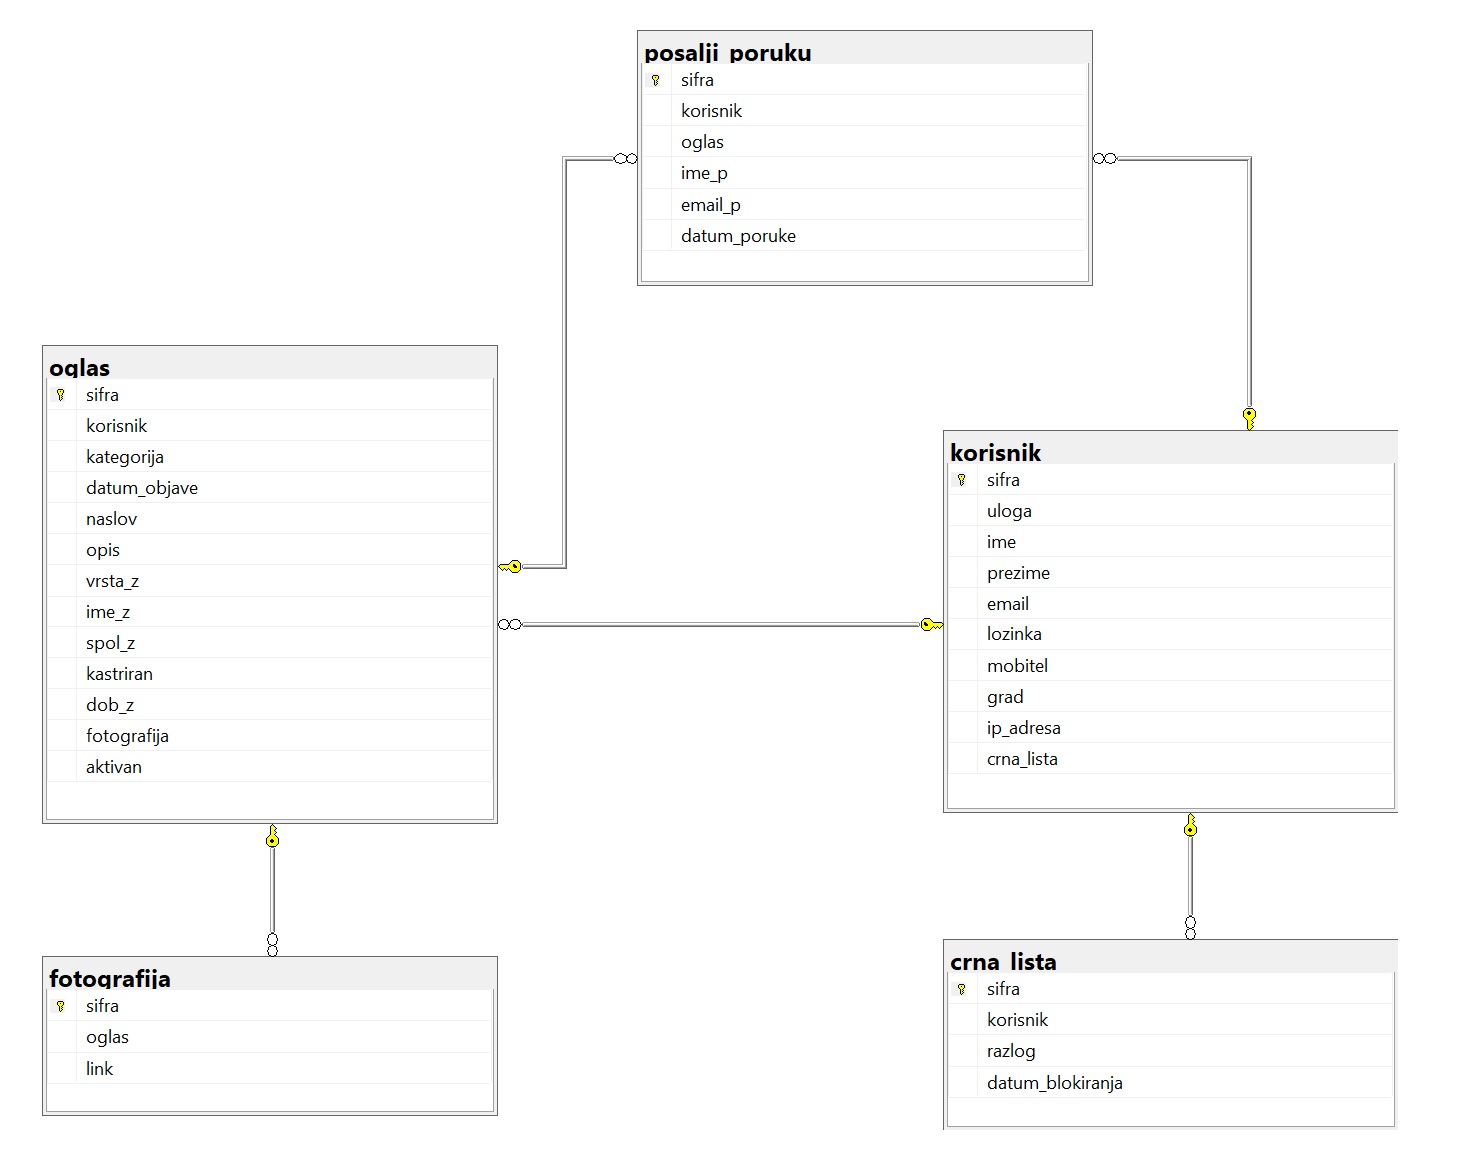 posalji_poruku
sifra
korisnik
oglas
ime_p
email_p
datum_poruke
oglas
sifra
korisnik
kategorija
datum_objave
naslov
opis
vrsta_z
ime_z
spol_z
kastriran
dob_z
fotografija
aktivan
korisnik
sifra
uloga
ime
prezime
email
lozinka
mobitel
grad
ip_adresa
crna_lista
fotografija
sifra
oglas
link
crna_lista
sifra
korisnik
razlog
datum_blokiranja